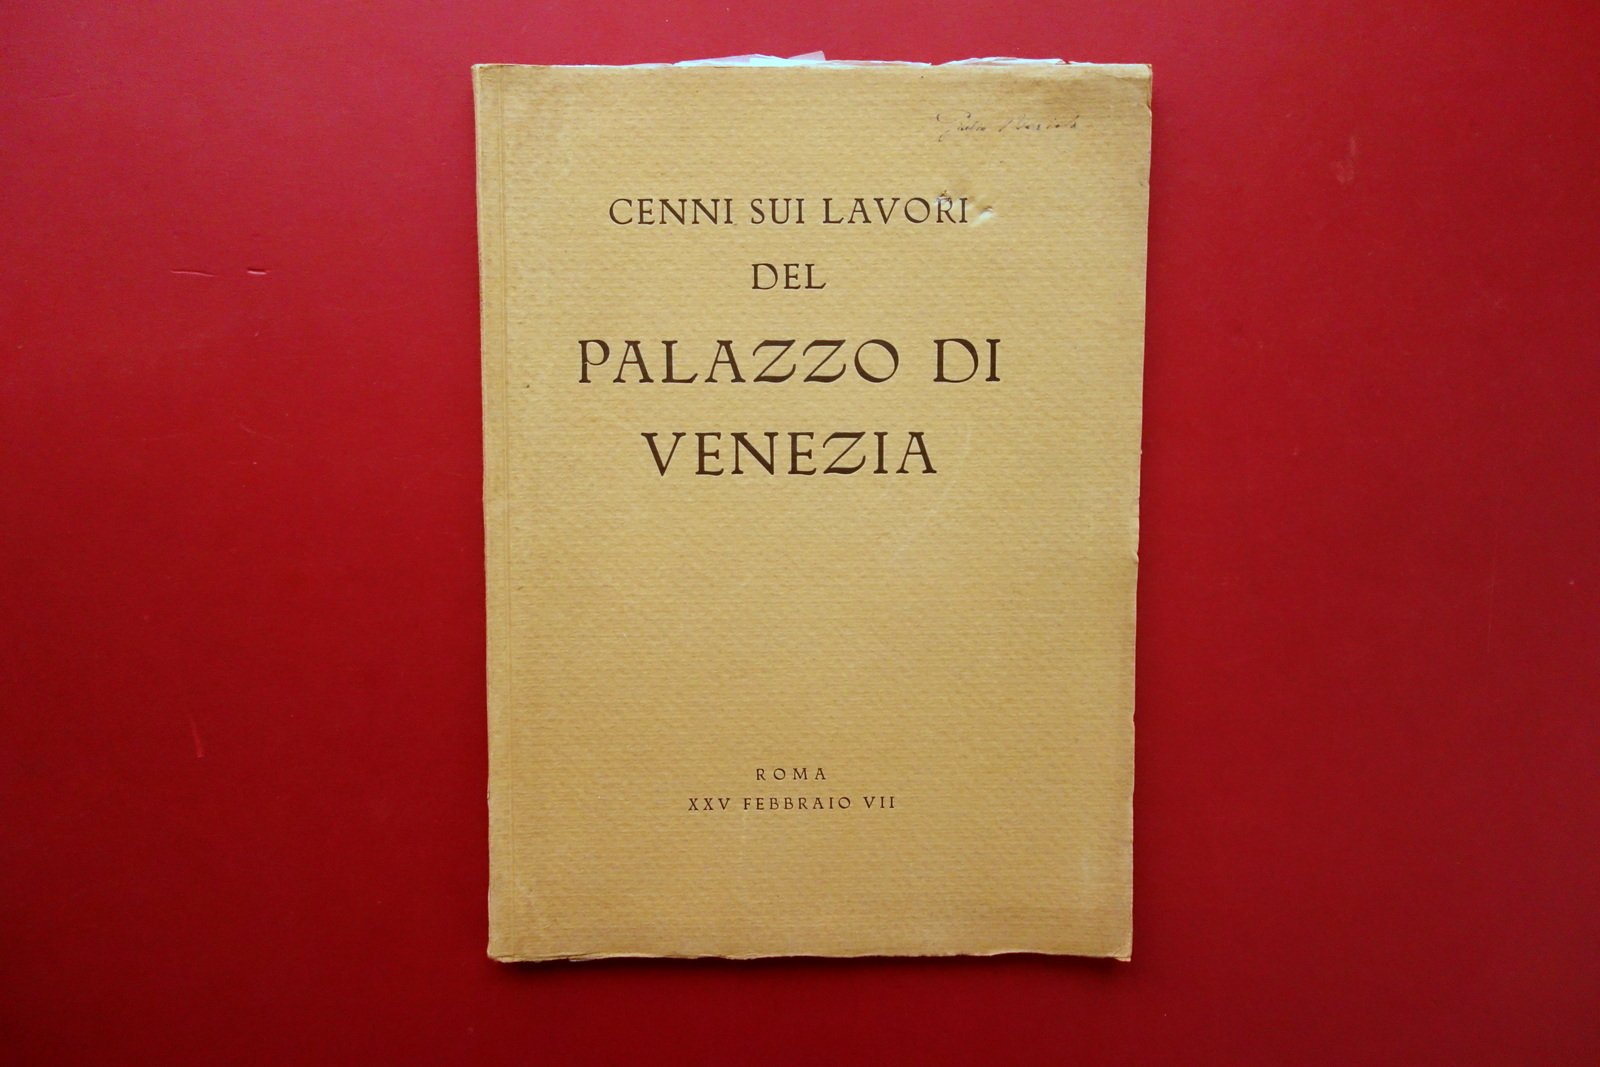 CENNI SUI LAVORI
DEL
PALAZZO DI
VENEZIA
ROMA
XXV FEBBRAIO VII